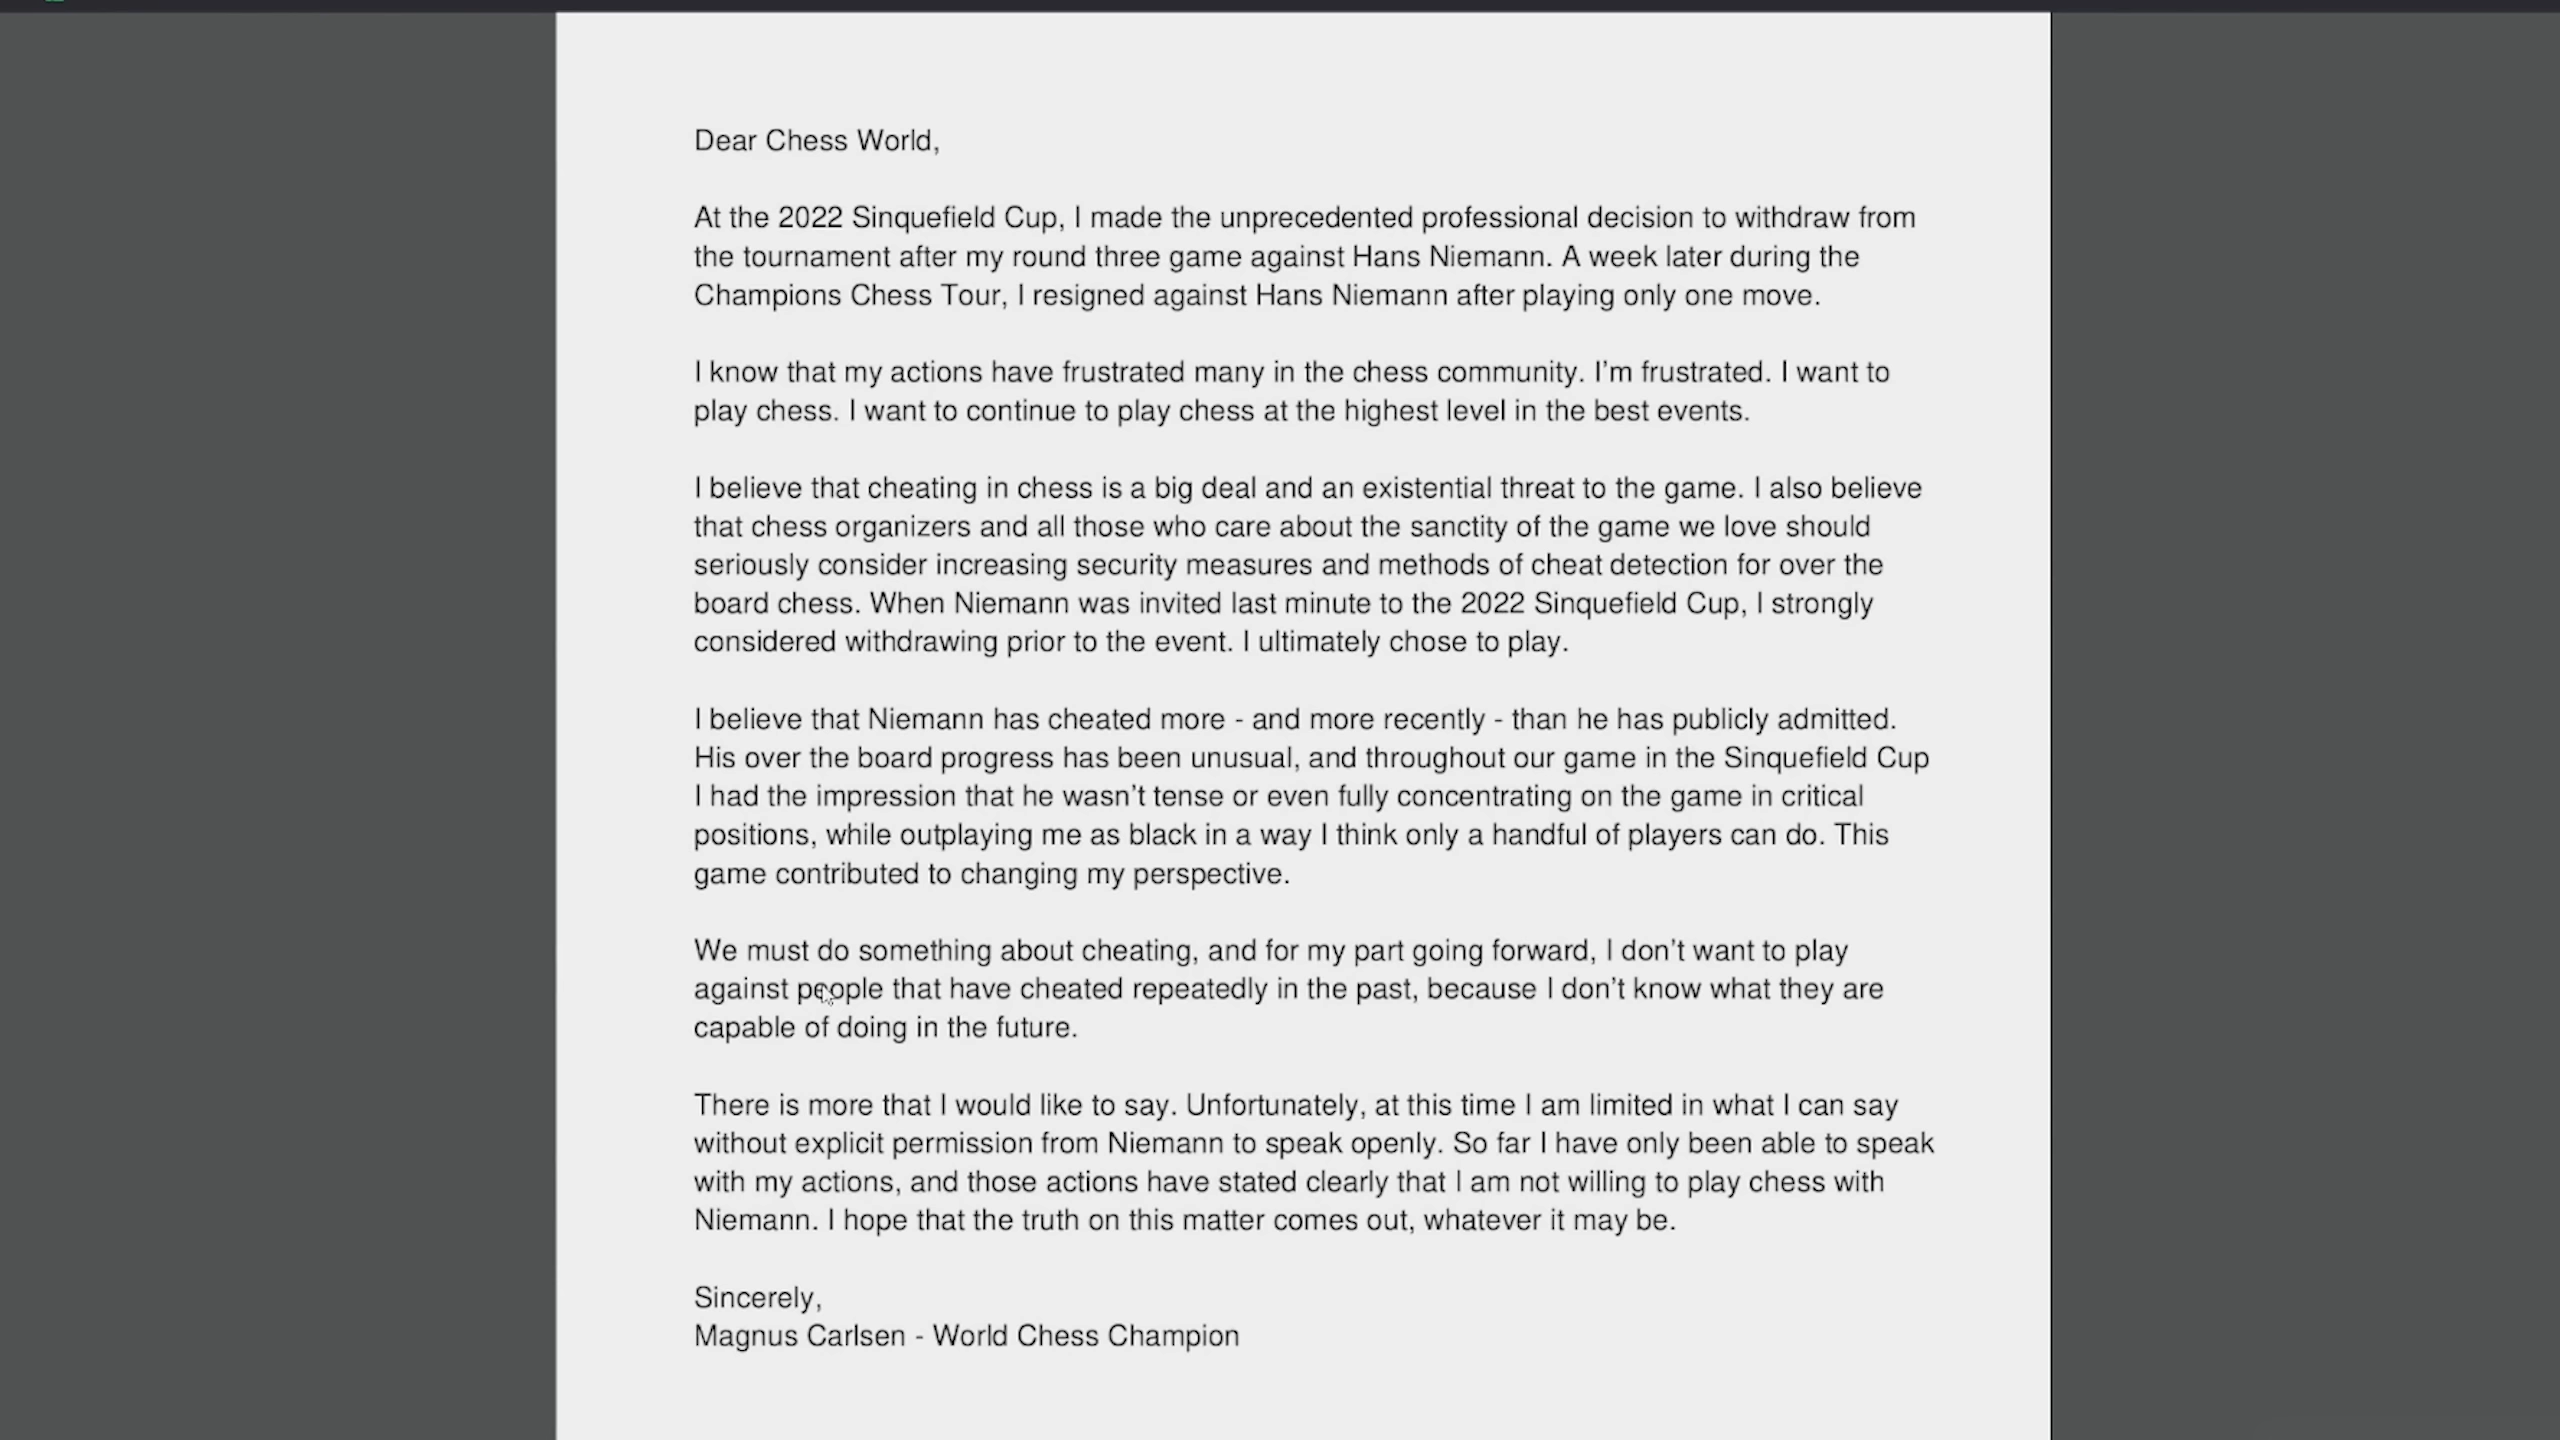 Dear Chess World,
At the 2022 Sinquefield Cup, I made the unprecedented professional decision to withdraw from
the tournament after my round three game against Hans Niemann. A week later during the
Champions Chess Tour, I resigned against Hans Niemann after playing only one move.
I know that my actions have frustrated many in the chess community. I’m frustrated. I want to
play chess. I want to continue to play chess at the highest level in the best events.
I believe that cheating in chess is a big deal and an existential threat to the game. I also believe
that chess organizers and all those who care about the sanctity of the game we love should
seriously consider increasing security measures and methods of cheat detection for over the
board chess. When Niemann was invited last minute to the 2022 Sinquefield Cup, I strongly
considered withdrawing prior to the event. I ultimately chose to play.
I believe that Niemann has cheated more - and more recently - than he has publicly admitted.
His over the board progress has been unusual, and throughout our game in the Sinquefield Cup
I had the impression that he wasn’t tense or even fully concentrating on the game in critical
positions, while outplaying me as black in a way I think only a handful of players can do. This
game contributed to changing my perspective.
We must do something about cheating, and for my part going forward, I don’t want to play
against people that have cheated repeatedly in the past, because I don’t know what they are
capable of doing in the future.
There is more that I would like to say. Unfortunately, at this time I am limited in what I can say
without explicit permission from Niemann to speak openly. So far I have only been able to speak
with my actions, and those actions have stated clearly that I am not willing to play chess with
Niemann. I hope that the truth on this matter comes out, whatever it may be.
Sincerely,
Magnus Carlsen - World Chess Champion